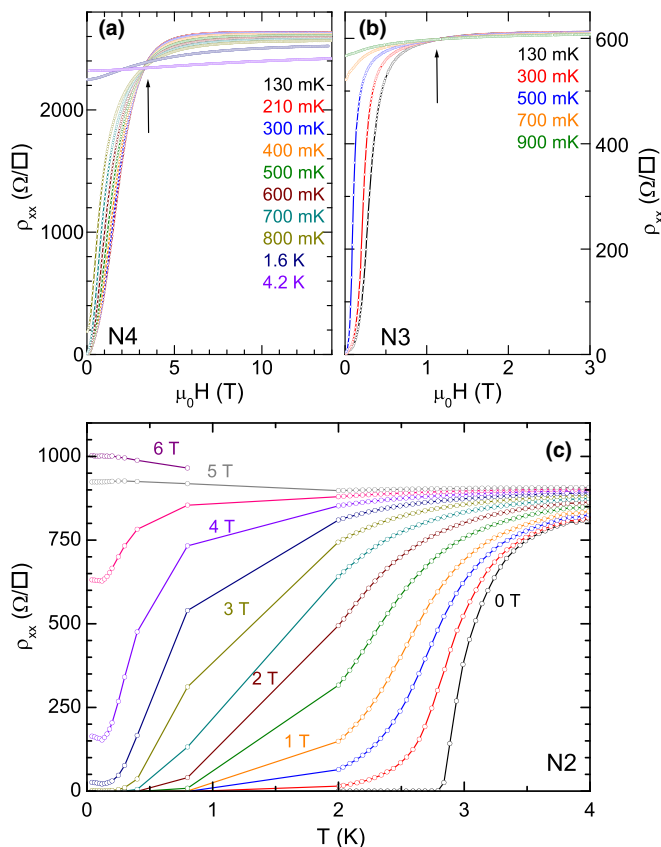 (a)
(b)
130 mK
210 mK
300 mK
400 mK
500 mK
600 mK
700 mK
800 mK
1.6 K
4.2 K
N4
2000
1000
0
ρxx (Ω/□)
0 5 10
μ0H (T)
130 mK
300 mK
500 mK
700 mK
900 mK
N3
600
400
200
0
ρxx (Ω/□)
0 1 2 3
μ0H (T)
(c)
6 T
5 T
4 T
3 T
2 T
1 T
0 T
N2
1000
750
500
250
0
ρxx (Ω/□)
0 1 2 3 4
T (K)